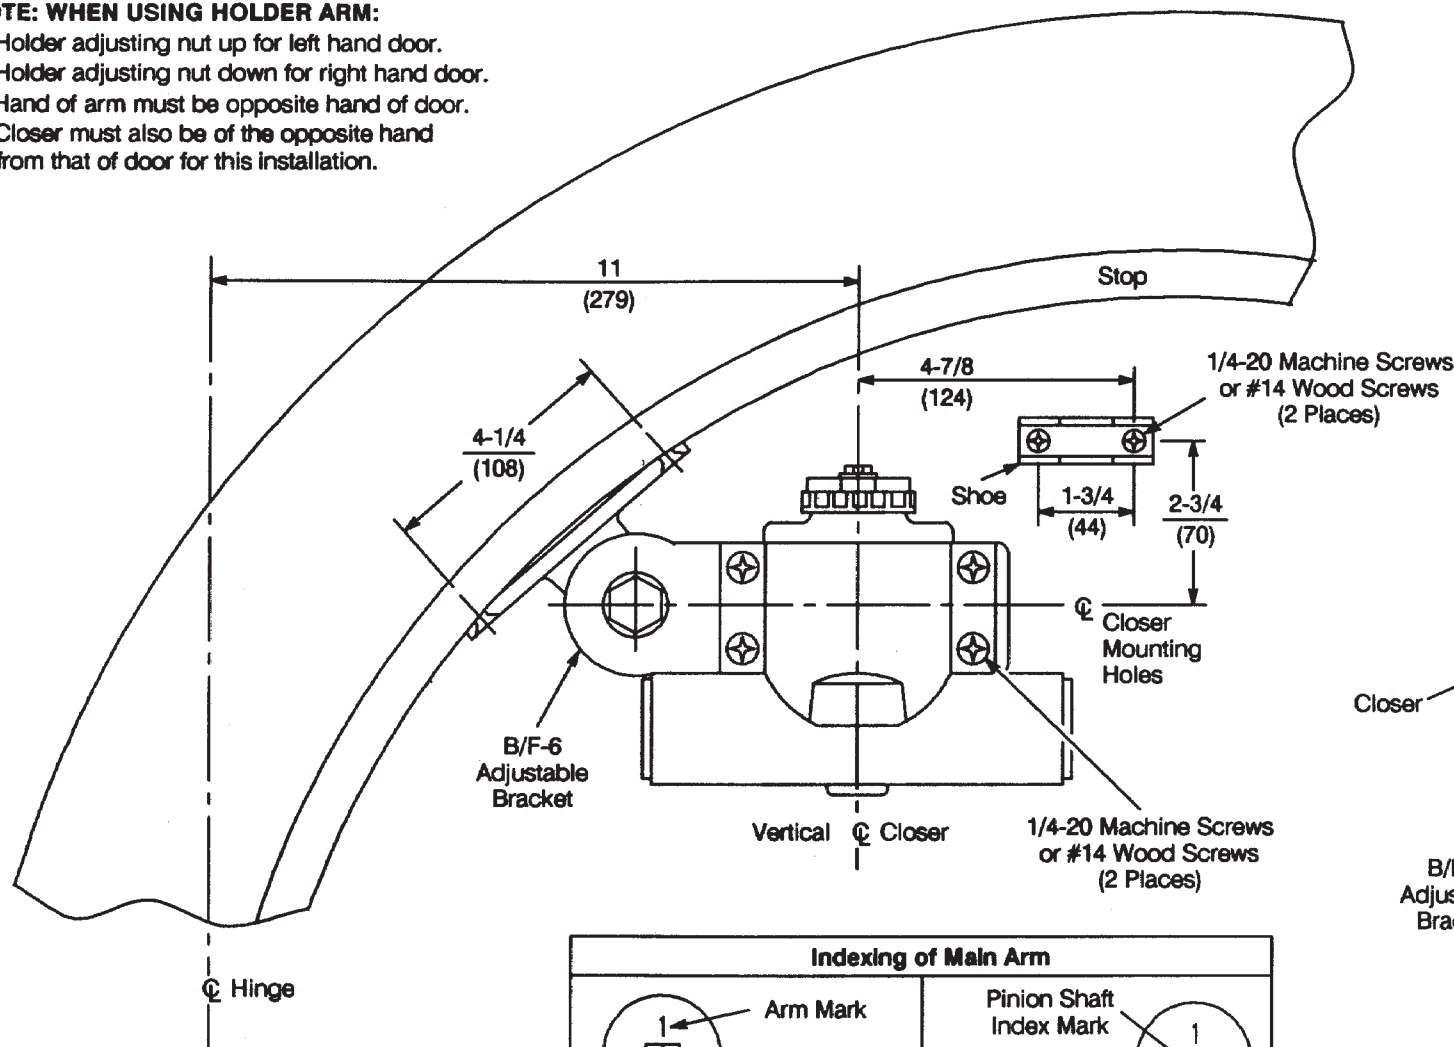 OTE: WHEN USING HOLDER ARM:
Holder adjusting nut up for left hand door.
Holder adjusting nut down for right hand door.
Hand of arm must be opposite hand of door.
Closer must also be of the opposite hand
from that of door for this installation.
11
(279)
Stop
4-7/8
(124)
1/4-20 Machine Screws
or #14 Wood Screws
(2 Places)
4-1/4
(108)
Shoe
1-3/4
(44)
2-3/4
(70)
℄ Closer
Mounting
Holes
Closer
B/F-6
Adjustable
Bracket
Vertical ℄ Closer
1/4-20 Machine Screws
or #14 Wood Screws
(2 Places)
B/
Adjus
Bra
℄ Hinge
Indexing of Main Arm
1
Arm Mark
Pinion Shaft
Index Mark
1